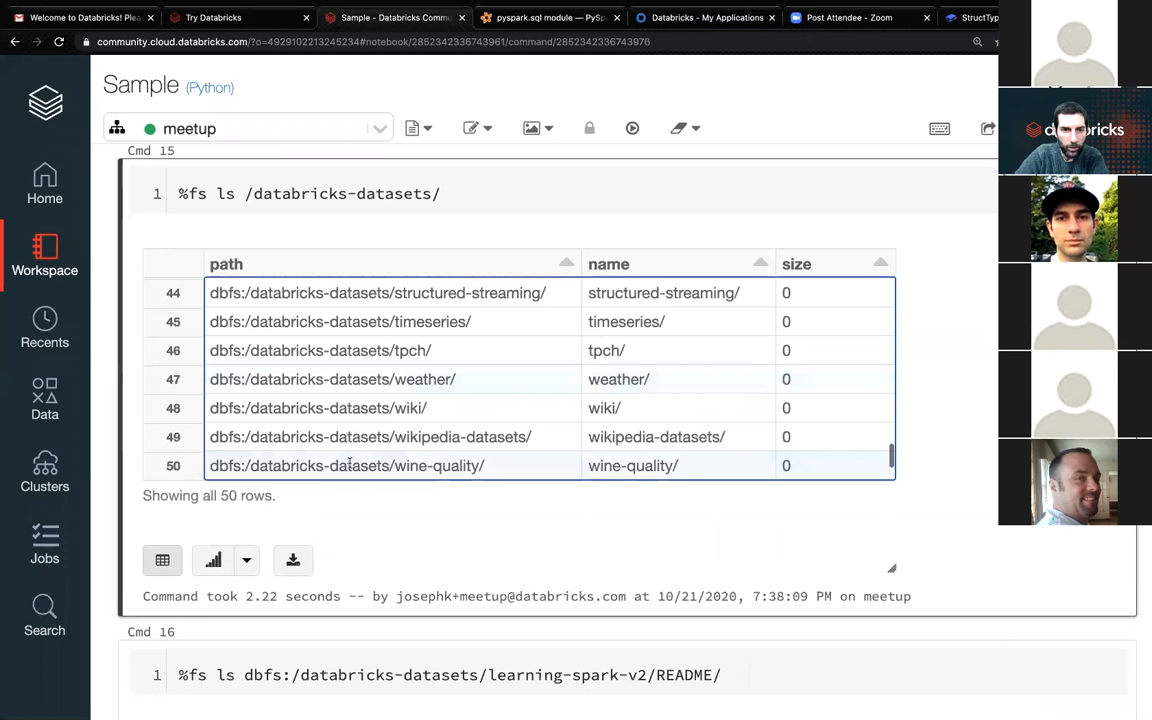 Welcome to Databricks! Plea
Try Databricks
Sample - Databricks Commu
pyspark.sql module — PySp
Databricks - My Applications
Post Attendee - Zoom
StructTyp
community.cloud.databricks.com/?o=4929102213245234#notebook/2852342336743961/command/2852342336743976
Sample (Python)
databricks
meetup
Home
Workspace
Recents
Data
Clusters
Jobs
Search
Cmd 15
1 %fs ls /databricks-datasets/
path name size
44 dbfs:/databricks-datasets/structured-streaming/ structured-streaming/ 0
45 dbfs:/databricks-datasets/timeseries/ timeseries/ 0
46 dbfs:/databricks-datasets/tpch/ tpch/ 0
47 dbfs:/databricks-datasets/weather/ weather/ 0
48 dbfs:/databricks-datasets/wiki/ wiki/ 0
49 dbfs:/databricks-datasets/wikipedia-datasets/ wikipedia-datasets/ 0
50 dbfs:/databricks-datasets/wine-quality/ wine-quality/ 0
Showing all 50 rows.
Command took 2.22 seconds -- by josephk+meetup@databricks.com at 10/21/2020, 7:38:09 PM on meetup
Cmd 16
1 %fs ls dbfs:/databricks-datasets/learning-spark-v2/README/